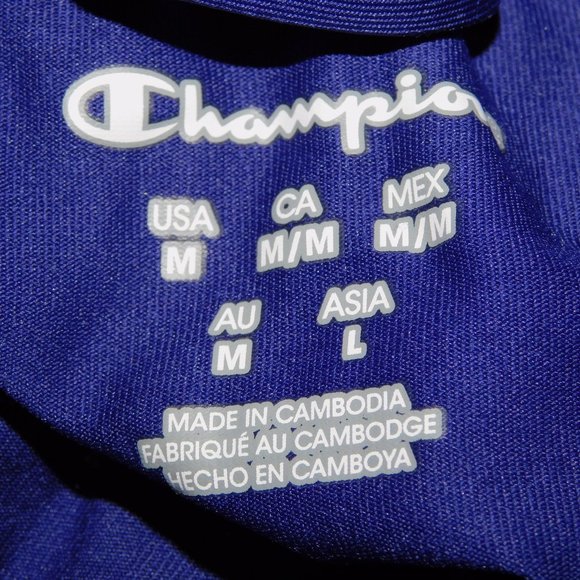 Champion
USA CA MEX
M M/M M/M
AU ASIA
M L
MADE IN CAMBODIA
FABRIQUÉ AU CAMBODGE
HECHO EN CAMBOYA